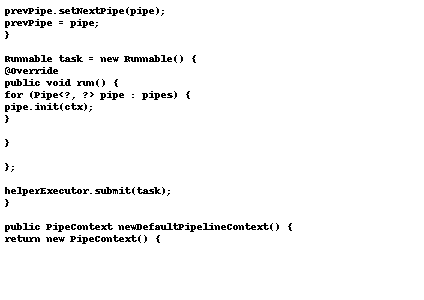 prevPipe.setNextPipe(pipe);
prevPipe = pipe;
}
Runnable task = new Runnable() {
@Override
public void run() {
for (Pipe<?, ?> pipe : pipes) {
pipe.init(ctx);
}
}
};
helperExecutor.submit(task);
}
public PipeContext newDefaultPipelineContext() {
return new PipeContext() {